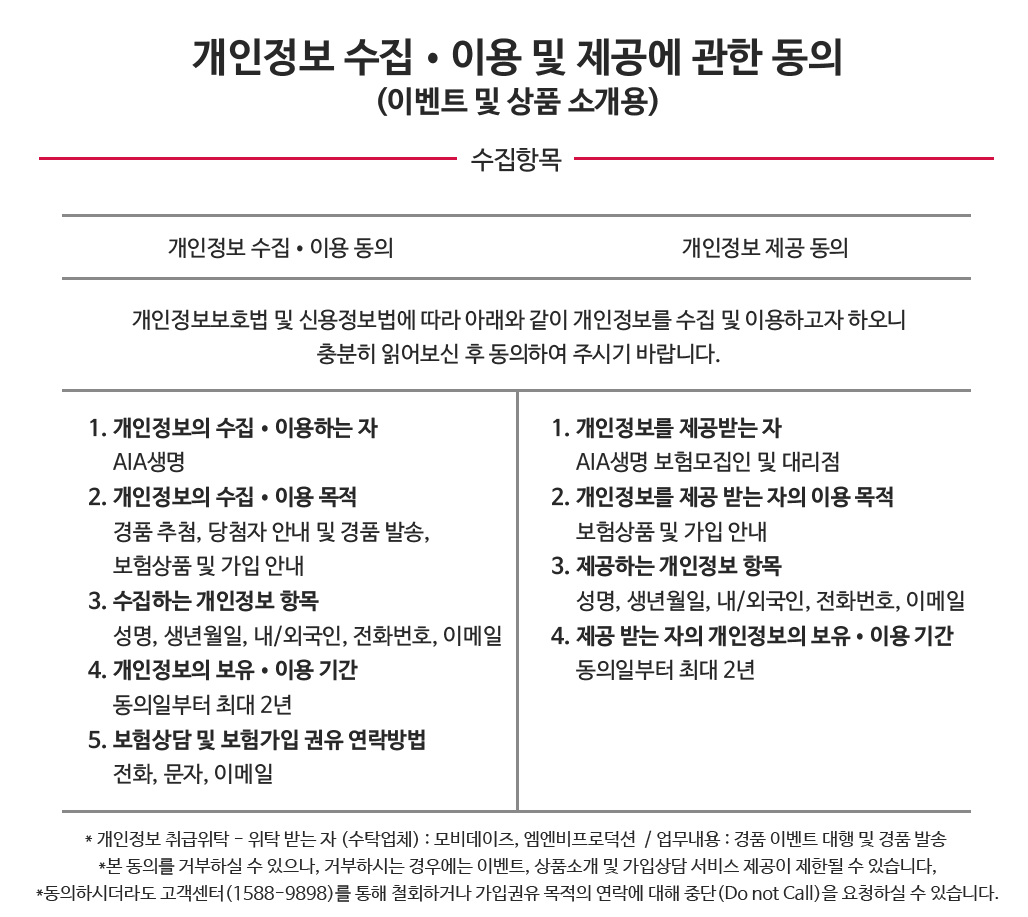 개인정보 수집 • 이용 및 제공에 관한 동의
(이벤트 및 상품 소개용)
수집항목
개인정보 수집 • 이용 동의
개인정보 제공 동의
개인정보보호법 및 신용정보법에 따라 아래와 같이 개인정보를 수집 및 이용하고자 하오니
충분히 읽어보신 후 동의하여 주시기 바랍니다.
1. 개인정보의 수집 • 이용하는 자
AIA생명
2. 개인정보의 수집 • 이용 목적
경품 추첨, 당첨자 안내 및 경품 발송,
보험상품 및 가입 안내
3. 수집하는 개인정보 항목
성명, 생년월일, 내/외국인, 전화번호, 이메일
4. 개인정보의 보유 • 이용 기간
동의일부터 최대 2년
5. 보험상담 및 보험가입 권유 연락방법
전화, 문자, 이메일
1. 개인정보를 제공받는 자
AIA생명 보험모집인 및 대리점
2. 개인정보를 제공 받는 자의 이용 목적
보험상품 및 가입 안내
3. 제공하는 개인정보 항목
성명, 생년월일, 내/외국인, 전화번호, 이메일
4. 제공 받는 자의 개인정보의 보유 • 이용 기간
동의일부터 최대 2년
* 개인정보 취급위탁 - 위탁 받는 자 (수탁업체) : 모비데이즈, 엠엔비프로덕션 / 업무내용 : 경품 이벤트 대행 및 경품 발송
*본 동의를 거부하실 수 있으나, 거부하시는 경우에는 이벤트, 상품소개 및 가입상담 서비스 제공이 제한될 수 있습니다,
*동의하시더라도 고객센터(1588-9898)를 통해 철회하거나 가입권유 목적의 연락에 대해 중단(Do not Call)을 요청하실 수 있습니다.